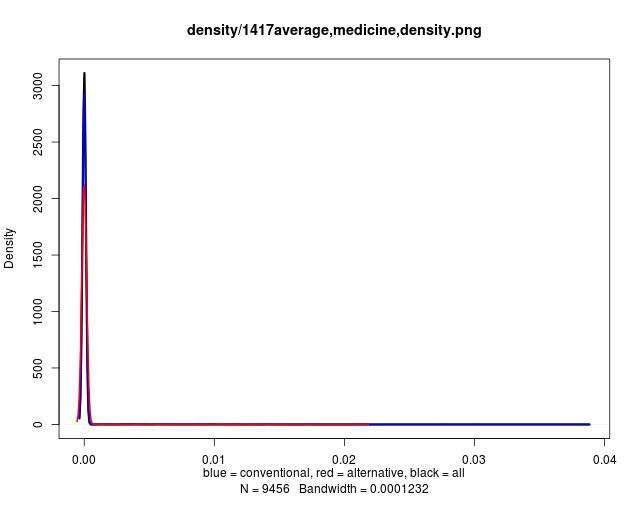 density/1417average,medicine,density.png
3000
2500
2000
1500
1000
500
0
Density
0.00 0.01 0.02 0.03 0.04
blue = conventional, red = alternative, black = all
N = 9456 Bandwidth = 0.0001232